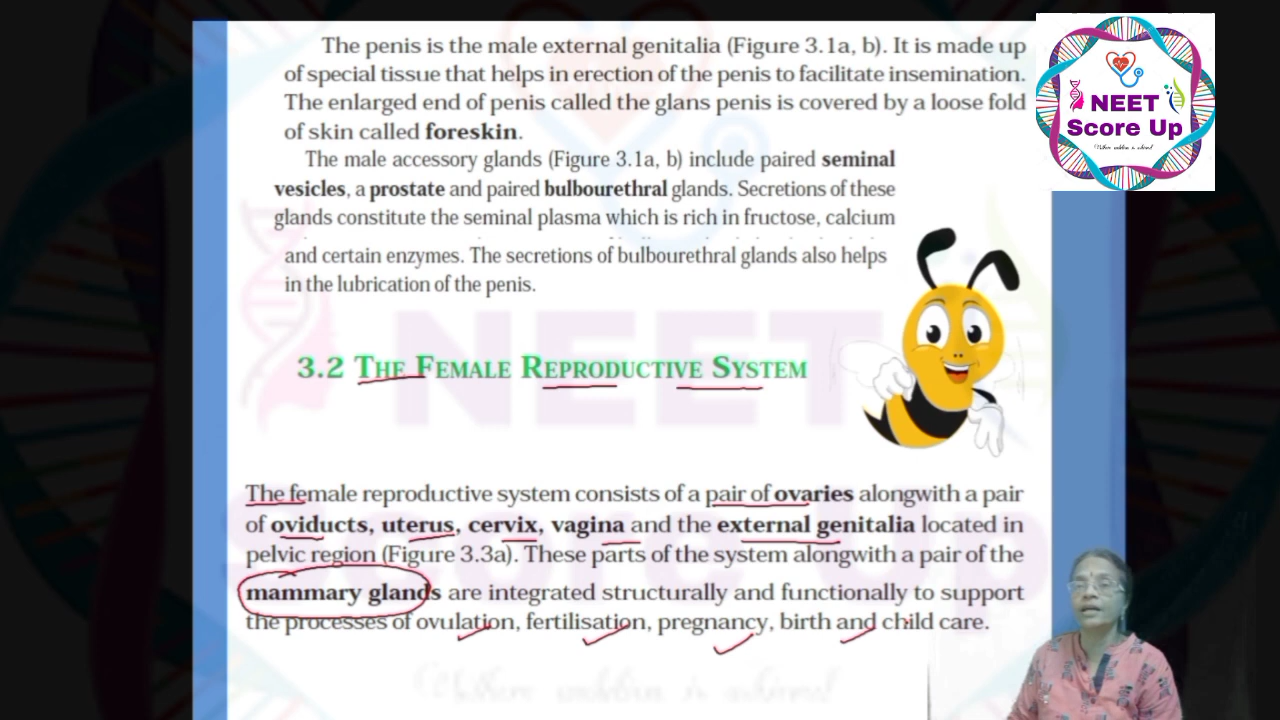 The penis is the male external genitalia (Figure 3.1a, b). It is made up
of special tissue that helps in erection of the penis to facilitate insemination.
The enlarged end of penis called the glans penis is covered by a loose fold
of skin called foreskin.
The male accessory glands (Figure 3.1a, b) include paired seminal
vesicles, a prostate and paired bulbourethral glands. Secretions of these
glands constitute the seminal plasma which is rich in fructose, calcium
and certain enzymes. The secretions of bulbourethral glands also helps
in the lubrication of the penis.
NEET
Score Up
3.2 THE FEMALE REPRODUCTIVE SYSTEM
The female reproductive system consists of a pair of ovaries alongwith a pair
of oviducts, uterus, cervix, vagina and the external genitalia located in
pelvic region (Figure 3.3a). These parts of the system alongwith a pair of the
mammary glands are integrated structurally and functionally to support
the processes of ovulation, fertilisation, pregnancy, birth and child care.
NEET
Score Up